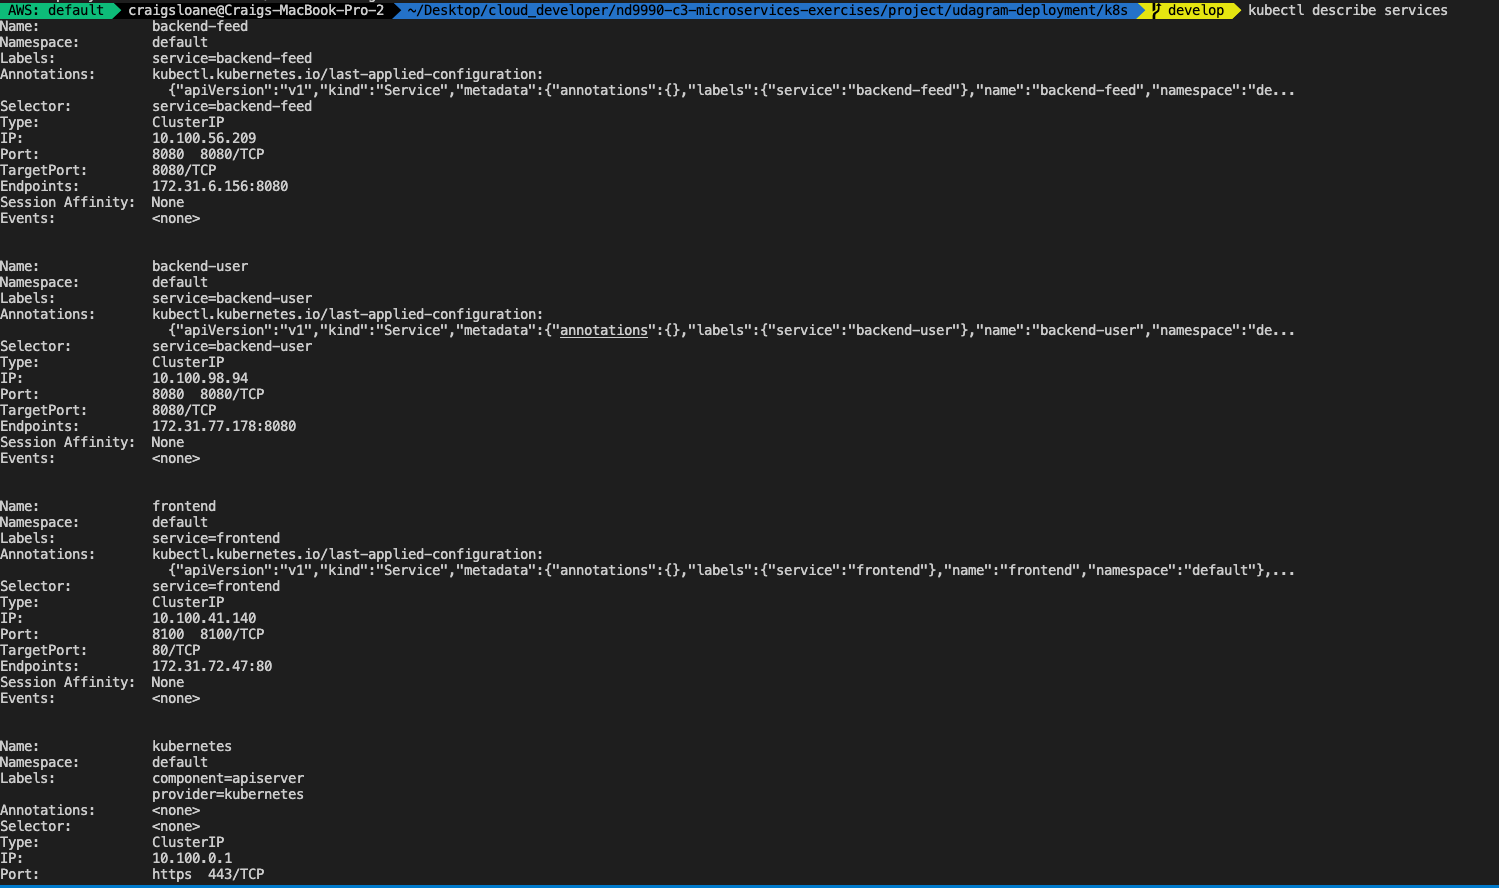 AWS: default craigsloane@Craigs-MacBook-Pro-2 ~/Desktop/cloud_developer/nd9990-c3-microservices-exercises/project/udagram-deployment/k8s develop kubectl describe services
Name: backend-feed
Namespace: default
Labels: service=backend-feed
Annotations: kubectl.kubernetes.io/last-applied-configuration:
{"apiVersion":"v1","kind":"Service","metadata":{"annotations":{},"labels":{"service":"backend-feed"},"name":"backend-feed","namespace":"de...
Selector: service=backend-feed
Type: ClusterIP
IP: 10.100.56.209
Port: 8080 8080/TCP
TargetPort: 8080/TCP
Endpoints: 172.31.6.156:8080
Session Affinity: None
Events: <none>
Name: backend-user
Namespace: default
Labels: service=backend-user
Annotations: kubectl.kubernetes.io/last-applied-configuration:
{"apiVersion":"v1","kind":"Service","metadata":{"annotations":{},"labels":{"service":"backend-user"},"name":"backend-user","namespace":"de...
Selector: service=backend-user
Type: ClusterIP
IP: 10.100.98.94
Port: 8080 8080/TCP
TargetPort: 8080/TCP
Endpoints: 172.31.77.178:8080
Session Affinity: None
Events: <none>
Name: frontend
Namespace: default
Labels: service=frontend
Annotations: kubectl.kubernetes.io/last-applied-configuration:
{"apiVersion":"v1","kind":"Service","metadata":{"annotations":{},"labels":{"service":"frontend"},"name":"frontend","namespace":"default"},...
Selector: service=frontend
Type: ClusterIP
IP: 10.100.41.140
Port: 8100 8100/TCP
TargetPort: 80/TCP
Endpoints: 172.31.72.47:80
Session Affinity: None
Events: <none>
Name: kubernetes
Namespace: default
Labels: component=apiserver
provider=kubernetes
Annotations: <none>
Selector: <none>
Type: ClusterIP
IP: 10.100.0.1
Port: https 443/TCP